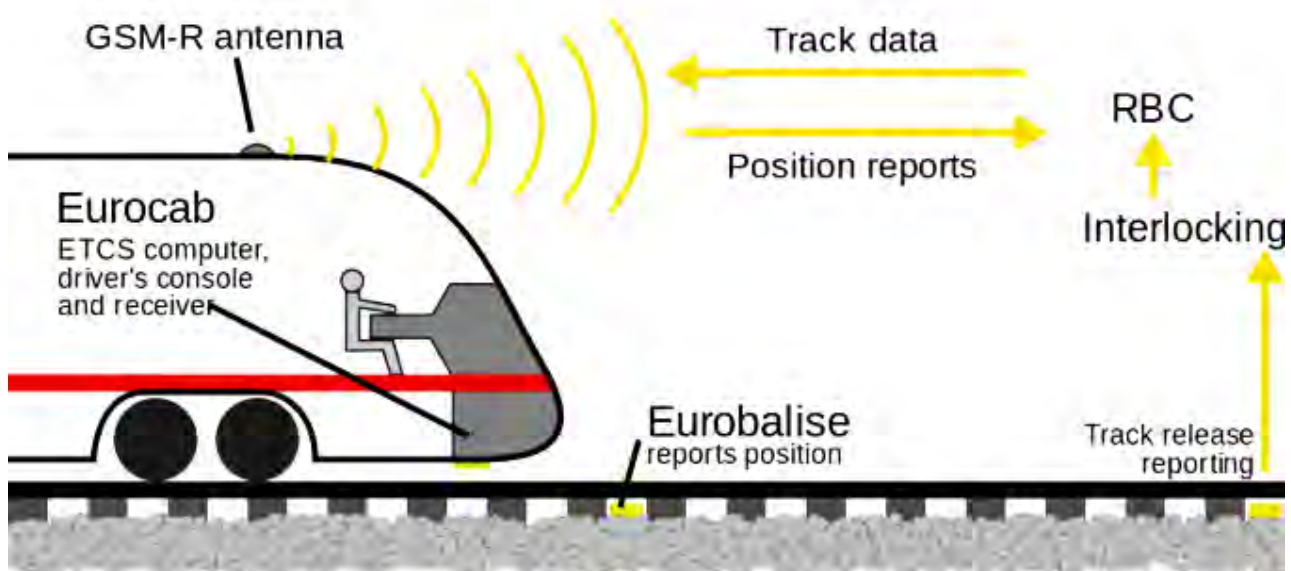 GSM-R antenna
Track data
RBC
Position reports
Eurocab
ETCS computer,
driver's console
and receiver
Interlocking
Eurobalise
reports position
Track release
reporting